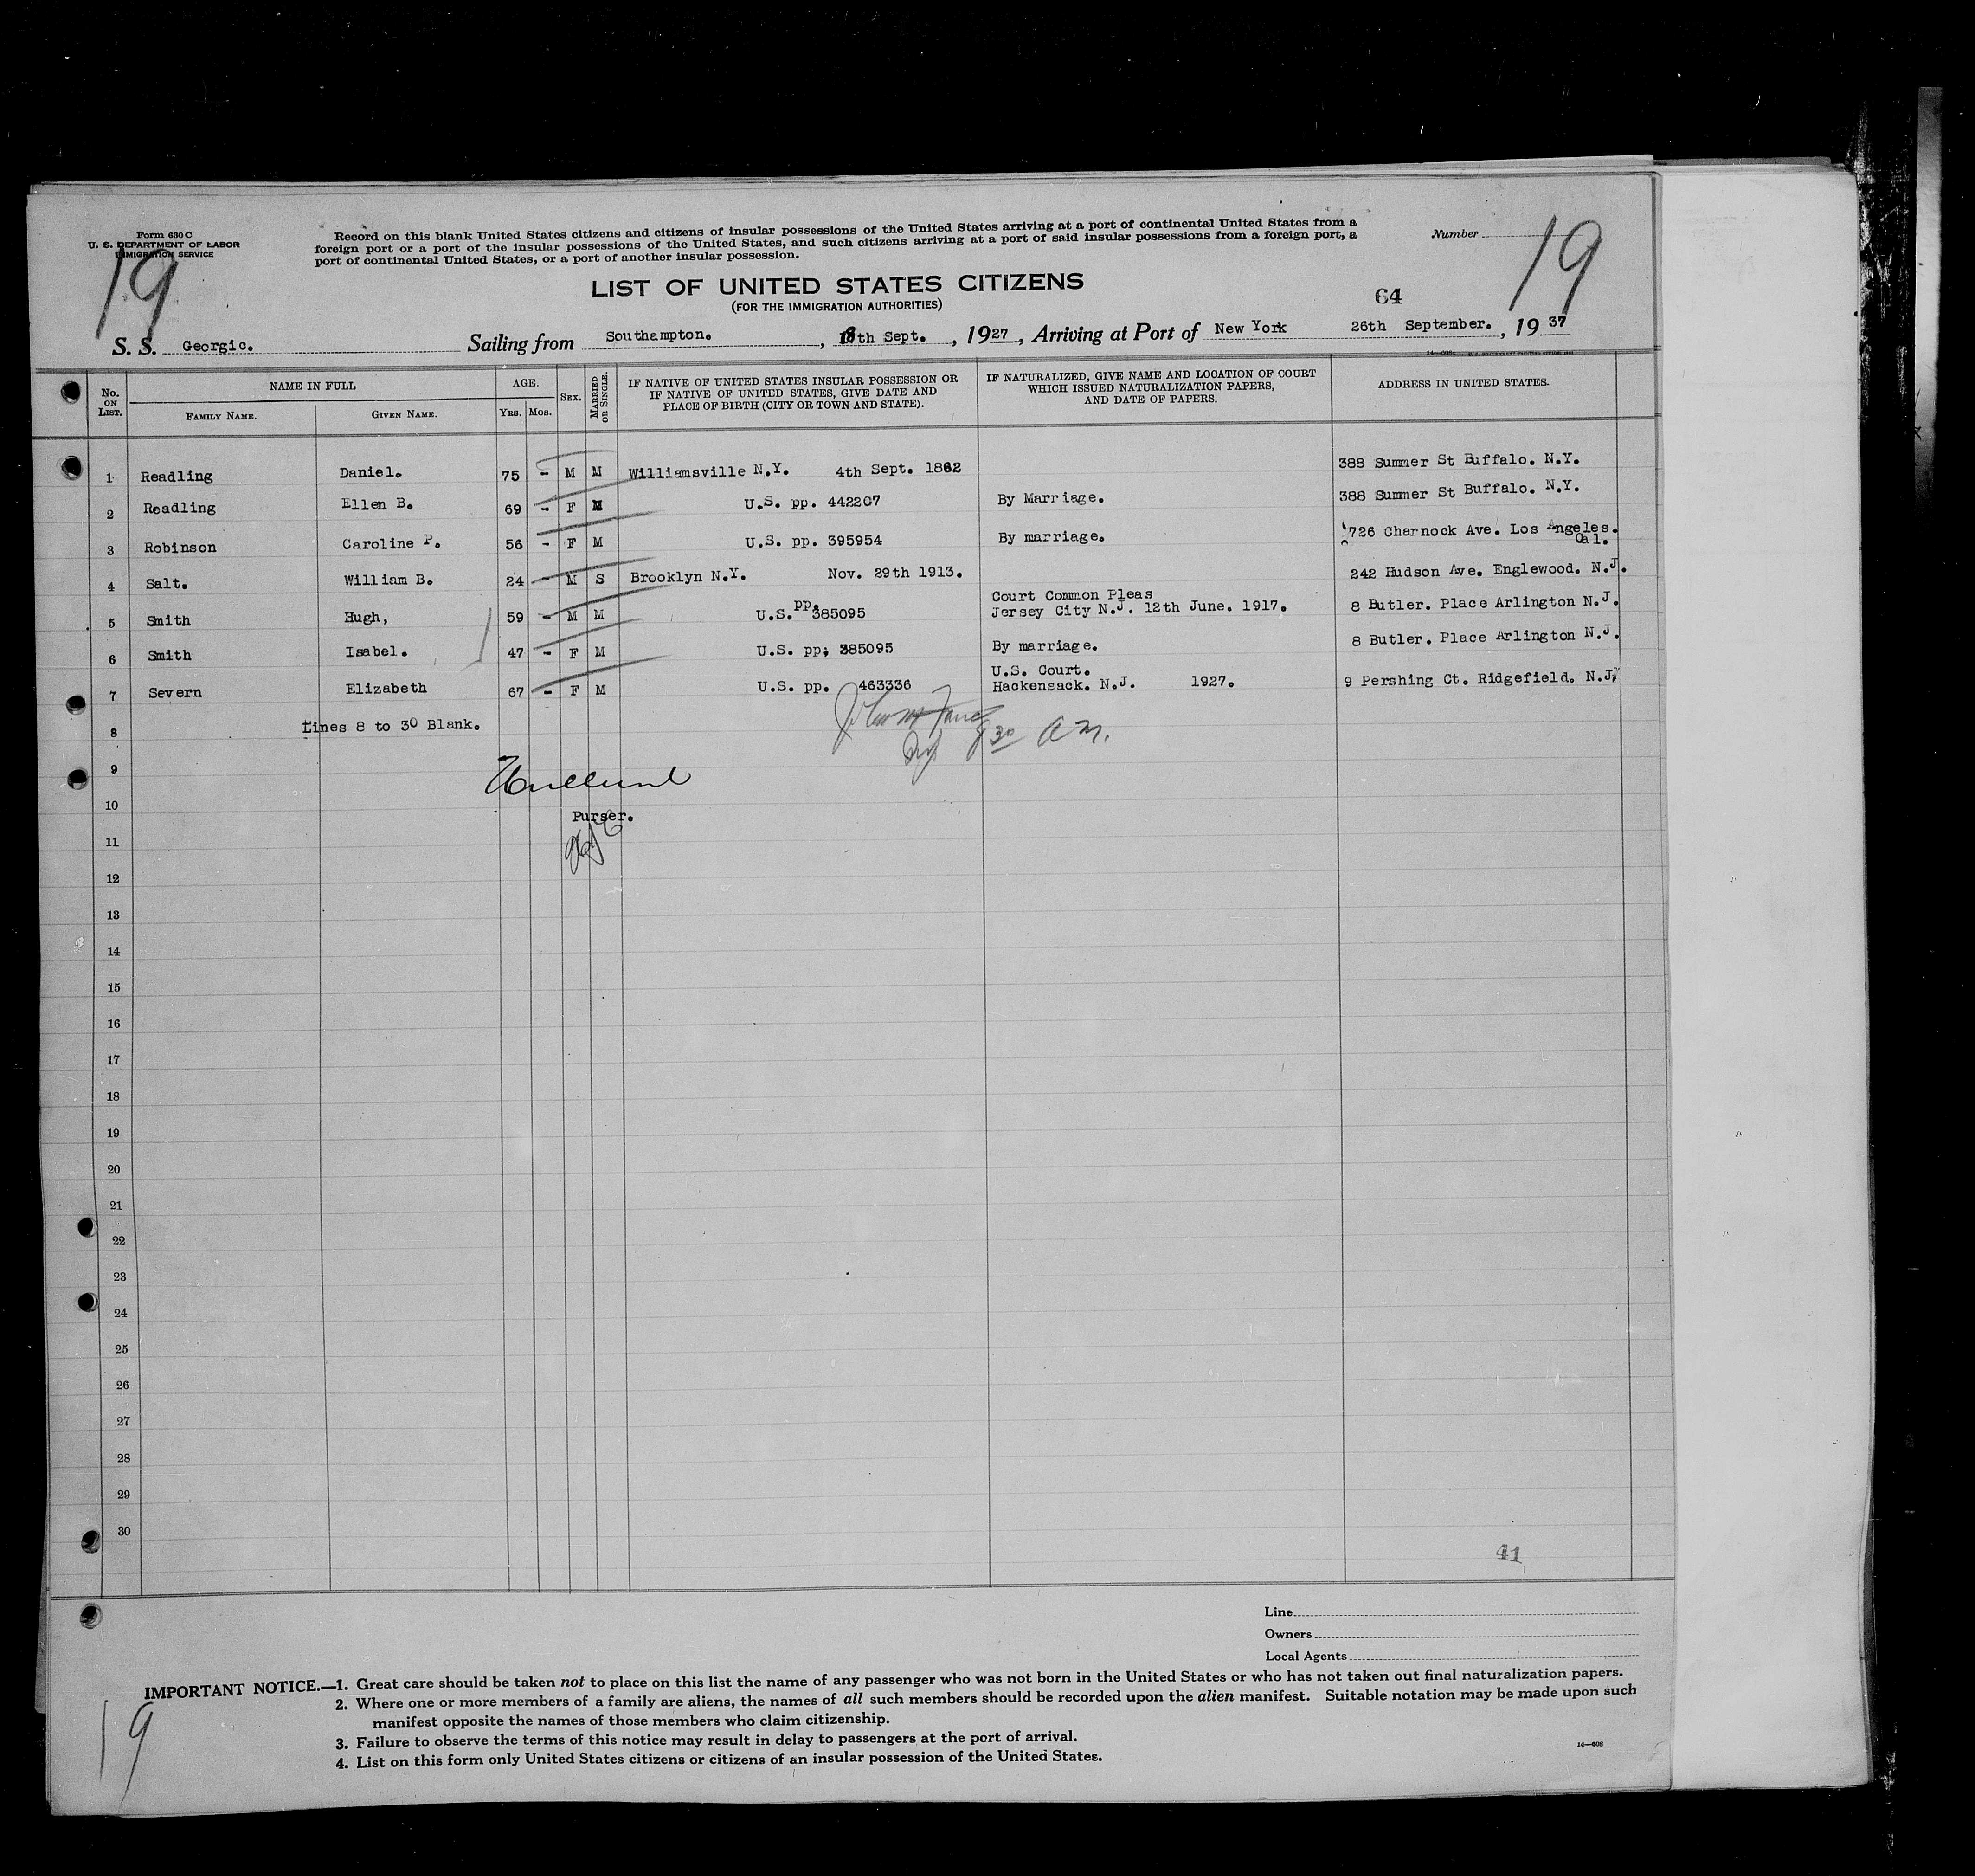 Form 630 C
U. S. DEPARTMENT OF LABOR
IMMIGRATION SERVICE
19
Record on this blank United States citizens and citizens of insular possessions of the United States arriving at a port of continental United States from a
foreign port or a port of the insular possessions of the United States, and such citizens arriving at a port of said insular possessions from a foreign port, a
port of continental United States, or a port of another insular possession.
Number
19
LIST OF UNITED STATES CITIZENS
(FOR THE IMMIGRATION AUTHORITIES)
64
S. S. Georgic. Sailing from Southampton. , 18th Sept. , 1927 , Arriving at Port of New York 26th September. , 19 37
No. ON LIST. NAME IN FULL FAMILY NAME. GIVEN NAME. AGE. YRS. MOS. SEX. MARRIED OR SINGLE. IF NATIVE OF UNITED STATES INSULAR POSSESSION OR IF NATIVE OF UNITED STATES, GIVE DATE AND PLACE OF BIRTH (CITY OR TOWN AND STATE). IF NATURALIZED, GIVE NAME AND LOCATION OF COURT WHICH ISSUED NATURALIZATION PAPERS, AND DATE OF PAPERS. ADDRESS IN UNITED STATES.
1 Readling Daniel. 75 - M M Williamsville N.Y. 4th Sept. 1862 388 Summer St Buffalo. N.Y.
2 Readling Ellen B. 69 - F M U.S. pp. 442207 By Marriage. 388 Summer St Buffalo. N.Y.
3 Robinson Caroline P. 56 - F M U.S. pp. 395954 By marriage. 726 Charnock Ave. Los Angeles. Cal.
4 Salt. William B. 24 - M S Brooklyn N.Y. Nov. 29th 1913. 242 Hudson Ave. Englewood. N.J.
5 Smith Hugh, 59 - M M U.S. pp. 385095 Court Common Pleas Jersey City N.J. 12th June. 1917. 8 Butler. Place Arlington N.J.
6 Smith Isabel. 47 - F M U.S. pp; 385095 By marriage. 8 Butler. Place Arlington N.J.
7 Severn Elizabeth 67 - F M U.S. pp. 463336 U.S. Court. Hackensack. N.J. 1927. 9 Pershing Ct. Ridgefield. N.J.
8 Lines 8 to 30 Blank.
30 A M.
9
10
Purser.
11
12
13
14
15
16
17
18
19
20
21
22
23
24
25
26
27
28
29
30
41
Line
Owners
Local Agents
IMPORTANT NOTICE.—1. Great care should be taken not to place on this list the name of any passenger who was not born in the United States or who has not taken out final naturalization papers.
2. Where one or more members of a family are aliens, the names of all such members should be recorded upon the alien manifest. Suitable notation may be made upon such
manifest opposite the names of those members who claim citizenship.
3. Failure to observe the terms of this notice may result in delay to passengers at the port of arrival.
4. List on this form only United States citizens or citizens of an insular possession of the United States.
14—608
19